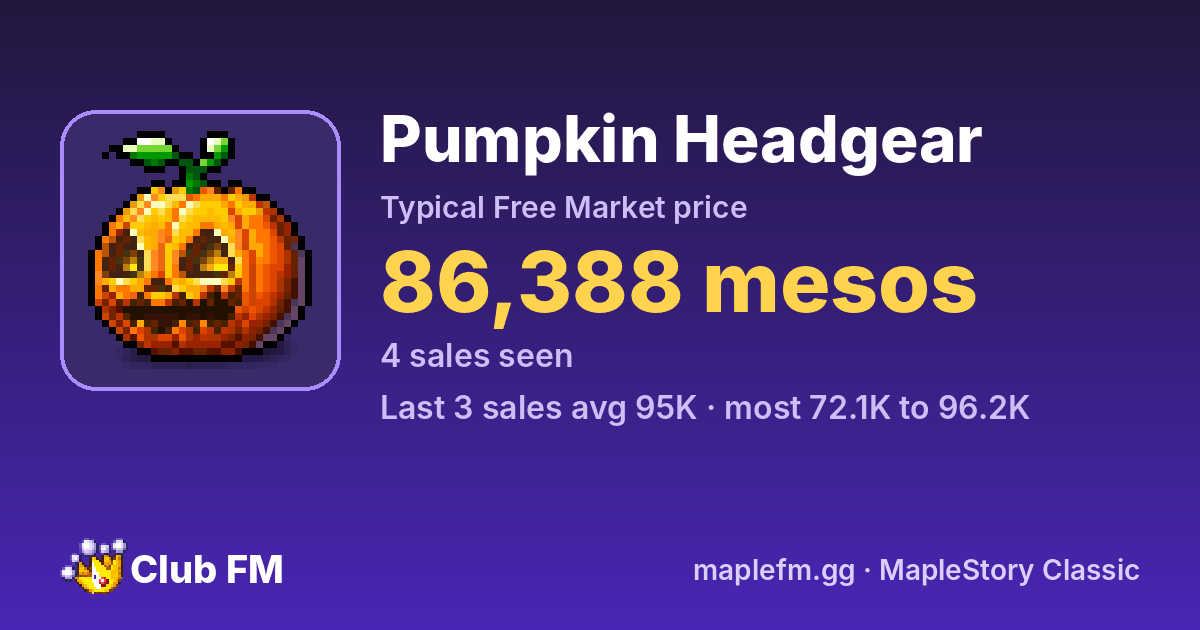 Pumpkin Headgear
Typical Free Market price
86,388 mesos
4 sales seen
Last 3 sales avg 95K · most 72.1K to 96.2K
Club FM
maplefm.gg · MapleStory Classic